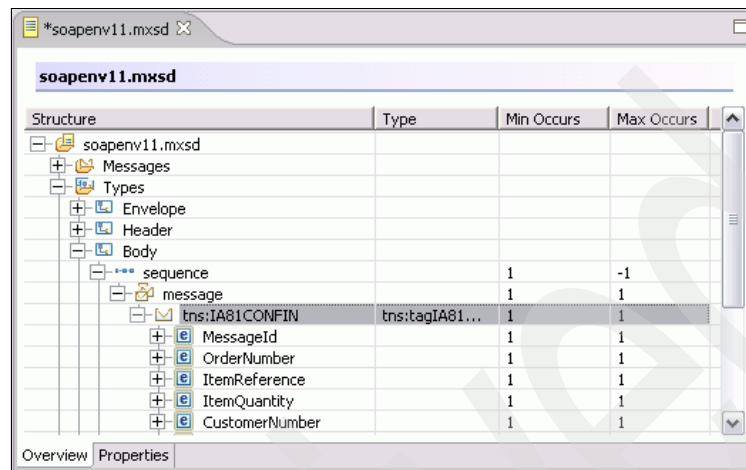 *soapenv11.mxsd
soapenv11.mxsd
Structure Type Min Occurs Max Occurs
soapenv11.mxsd
Messages
Types
Envelope
Header
Body
sequence 1 -1
message 1 1
tns:IA81CONFIN tns:tagIA81... 1 1
MessageId 1 1
OrderNumber 1 1
ItemReference 1 1
ItemQuantity 1 1
CustomerNumber 1 1
Overview Properties